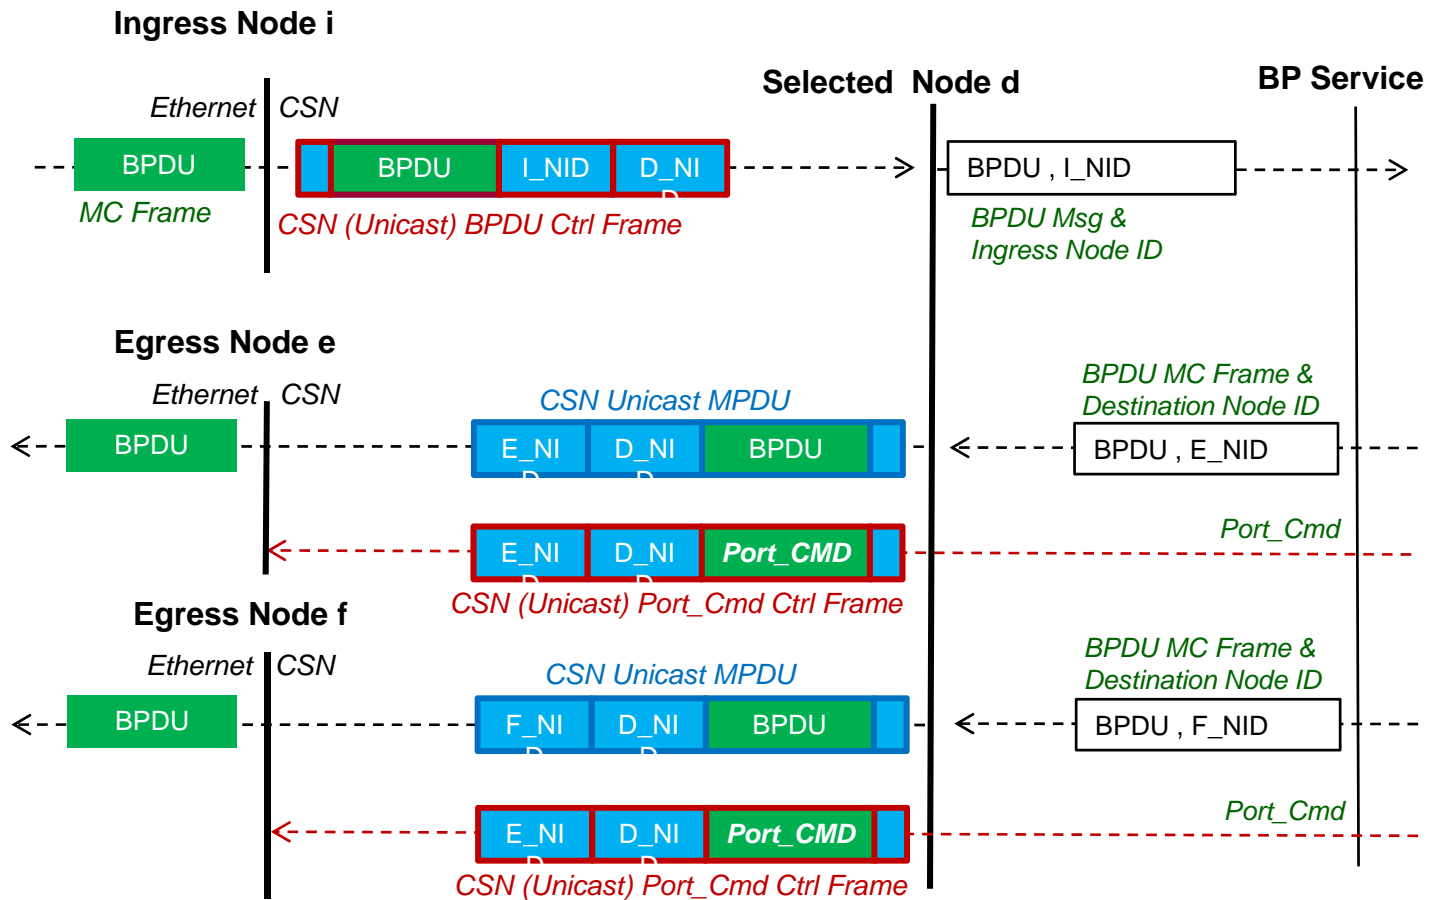 Ingress Node i
Selected Node d
BP Service
Ethernet CSN
BPDU
BPDU I_NID D_NI
D
BPDU , I_NID
MC Frame
CSN (Unicast) BPDU Ctrl Frame
BPDU Msg &
Ingress Node ID
Egress Node e
Ethernet CSN
CSN Unicast MPDU
BPDU MC Frame &
Destination Node ID
BPDU
E_NI
D
D_NI
D
BPDU
BPDU , E_NID
E_NI
D
D_NI
D
Port_CMD
Port_Cmd
CSN (Unicast) Port_Cmd Ctrl Frame
Egress Node f
Ethernet CSN
CSN Unicast MPDU
BPDU MC Frame &
Destination Node ID
BPDU
F_NI
D
D_NI
D
BPDU
BPDU , F_NID
E_NI
D
D_NI
D
Port_CMD
Port_Cmd
CSN (Unicast) Port_Cmd Ctrl Frame